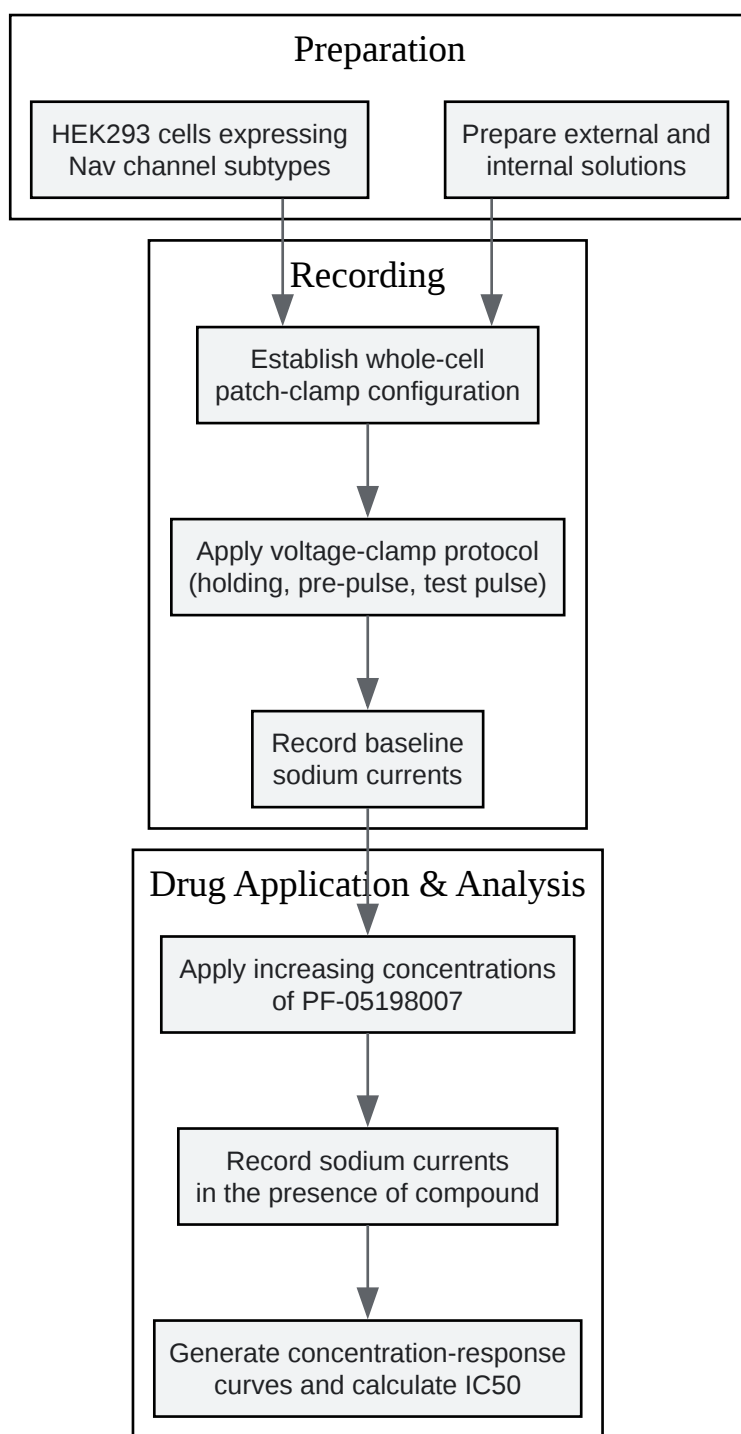 Preparation
HEK293 cells expressing
Nav channel subtypes
Prepare external and
internal solutions
Recording
Establish whole-cell
patch-clamp configuration
Apply voltage-clamp protocol
(holding, pre-pulse, test pulse)
Record baseline
sodium currents
Drug Application & Analysis
Apply increasing concentrations
of PF-05198007
Record sodium currents
in the presence of compound
Generate concentration-response
curves and calculate IC50